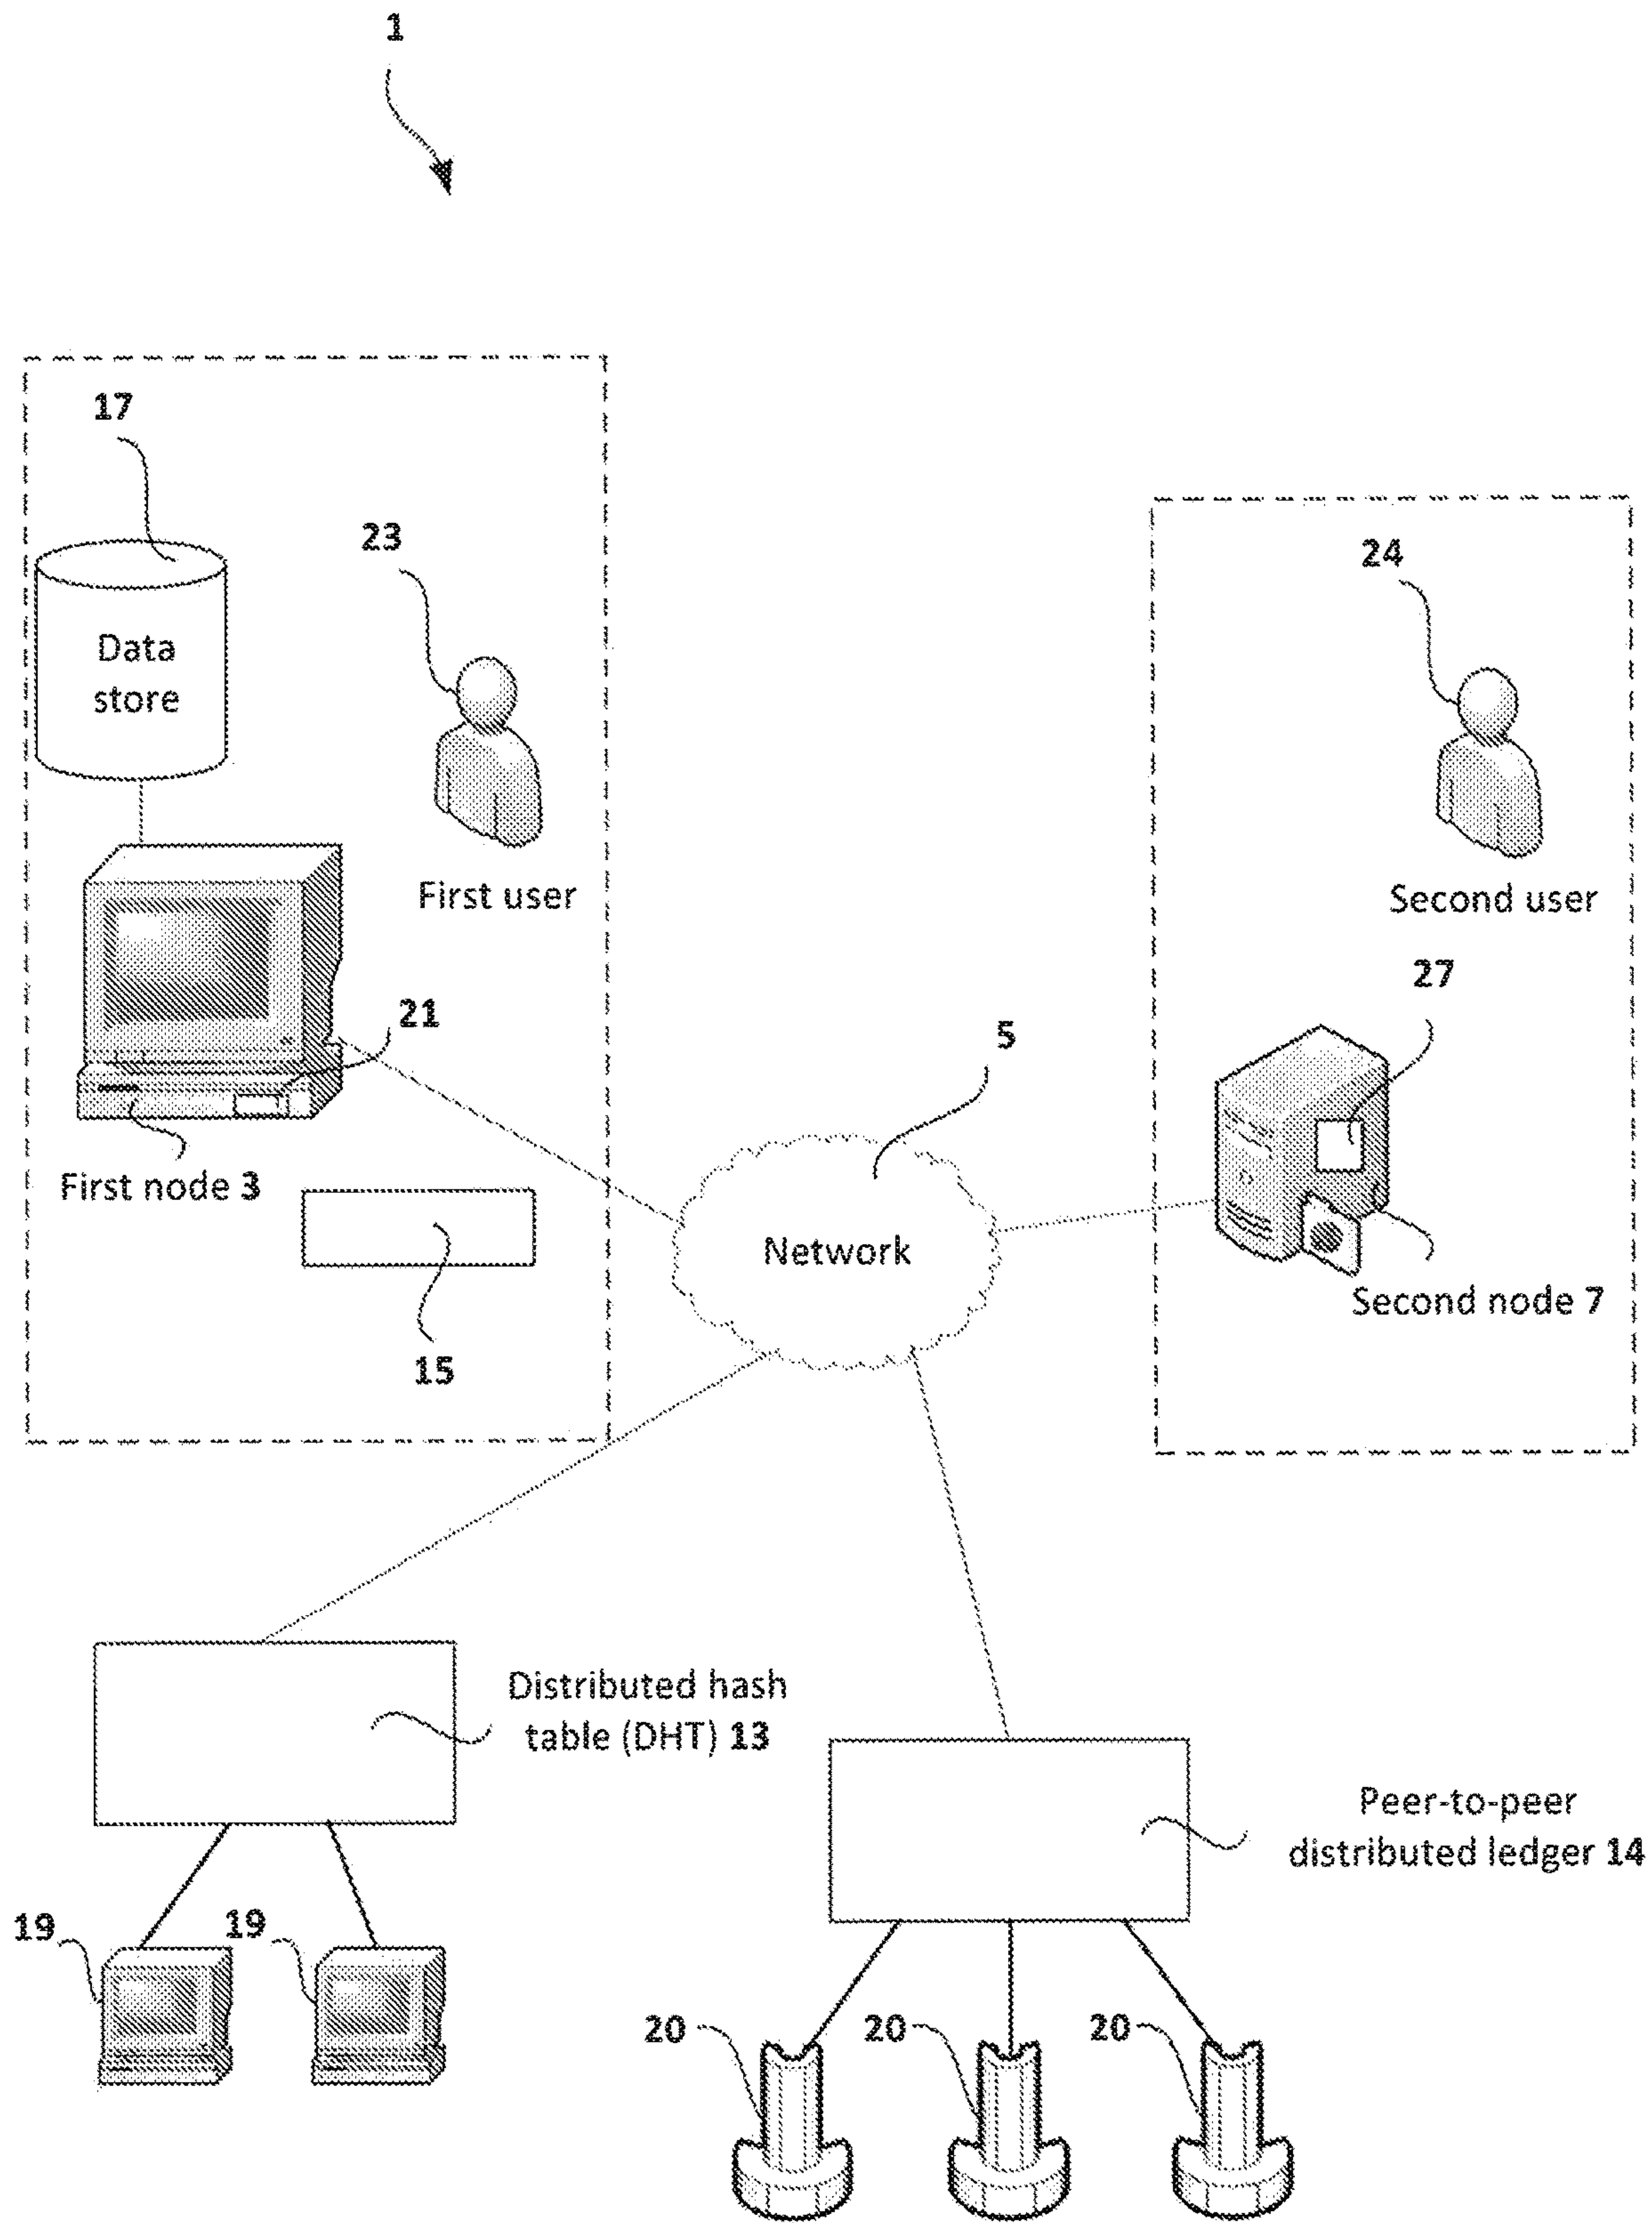 1
17
23
24
Data
store
First user
Second user
27
21
5
First node 3
Network
Second node 7
15
Distributed hash
table (DHT) 13
Peer-to-peer
distributed ledger 14
19
19
20
20
20